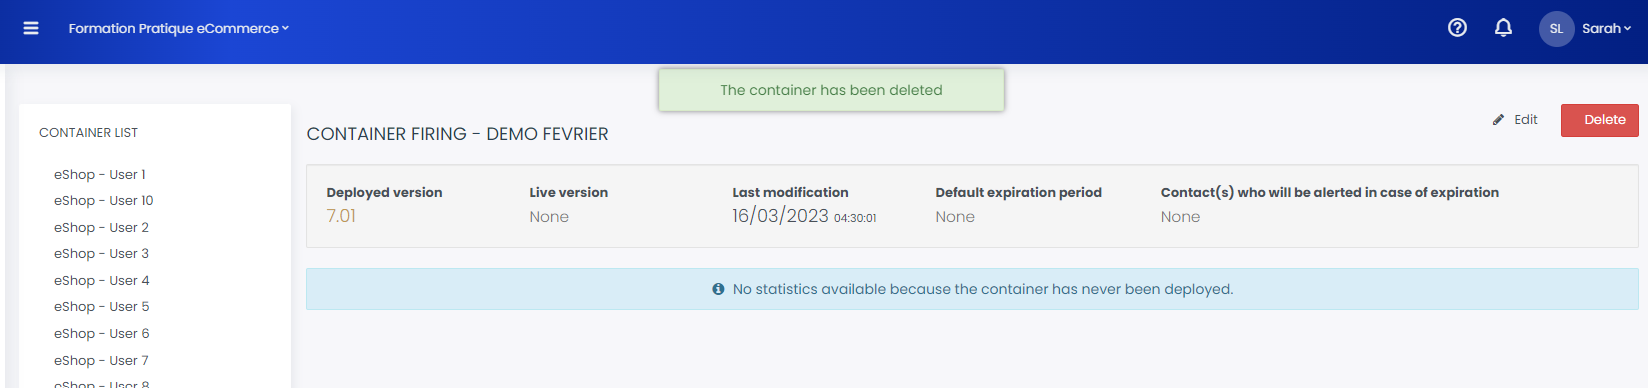 Formation Pratique eCommerce
SL
Sarah
The container has been deleted
CONTAINER LIST
eShop - User 1
eShop - User 10
eShop - User 2
eShop - User 3
eShop - User 4
eShop - User 5
eShop - User 6
eShop - User 7
eShop - User 8
CONTAINER FIRING - DEMO FEVRIER
Edit
Delete
Deployed version
7.01
Live version
None
Last modification
16/03/2023 04:30:01
Default expiration period
None
Contact(s) who will be alerted in case of expiration
None
No statistics available because the container has never been deployed.